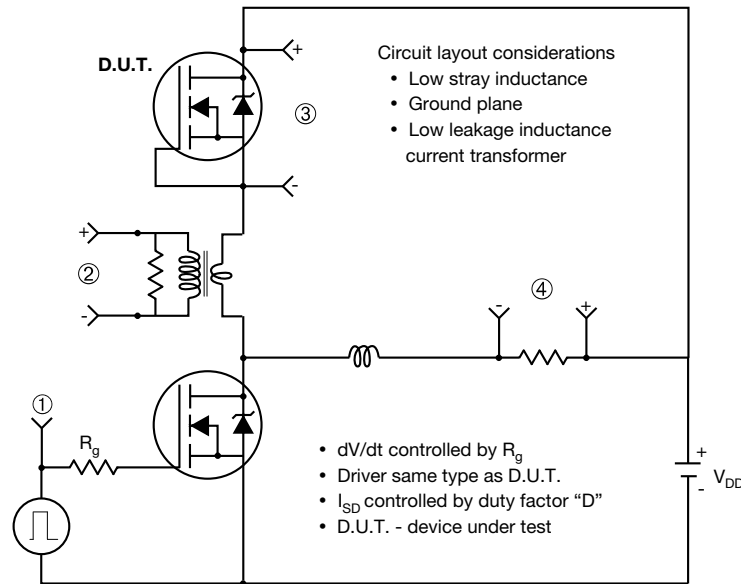 D.U.T.
+
Circuit layout considerations
• Low stray inductance
• Ground plane
• Low leakage inductance
current transformer
③
-
+
②
-
④
- +
①
R_g
• dV/dt controlled by R_g
• Driver same type as D.U.T.
• I_SD controlled by duty factor “D”
• D.U.T. - device under test
+
V_DD
-